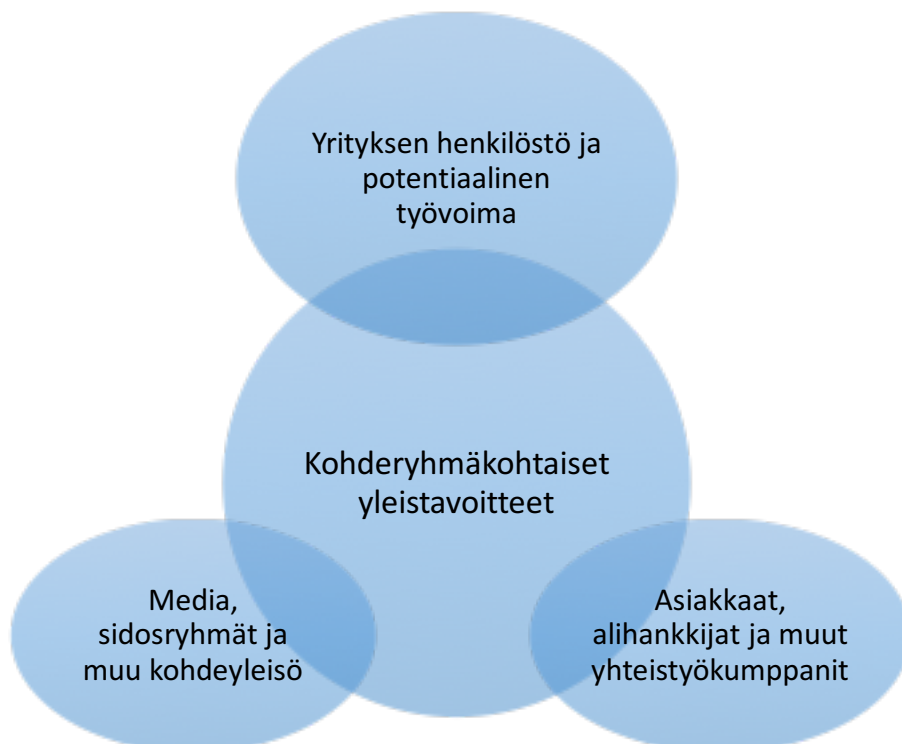 Yrityksen henkilöstö ja
potentiaalinen
työvoima
Kohderyhmäkohtaiset
yleistavoitteet
Media,
sidosryhmät ja
muu kohdeyleisö
Asiakkaat,
alihankkijat ja muut
yhteistyökumppanit